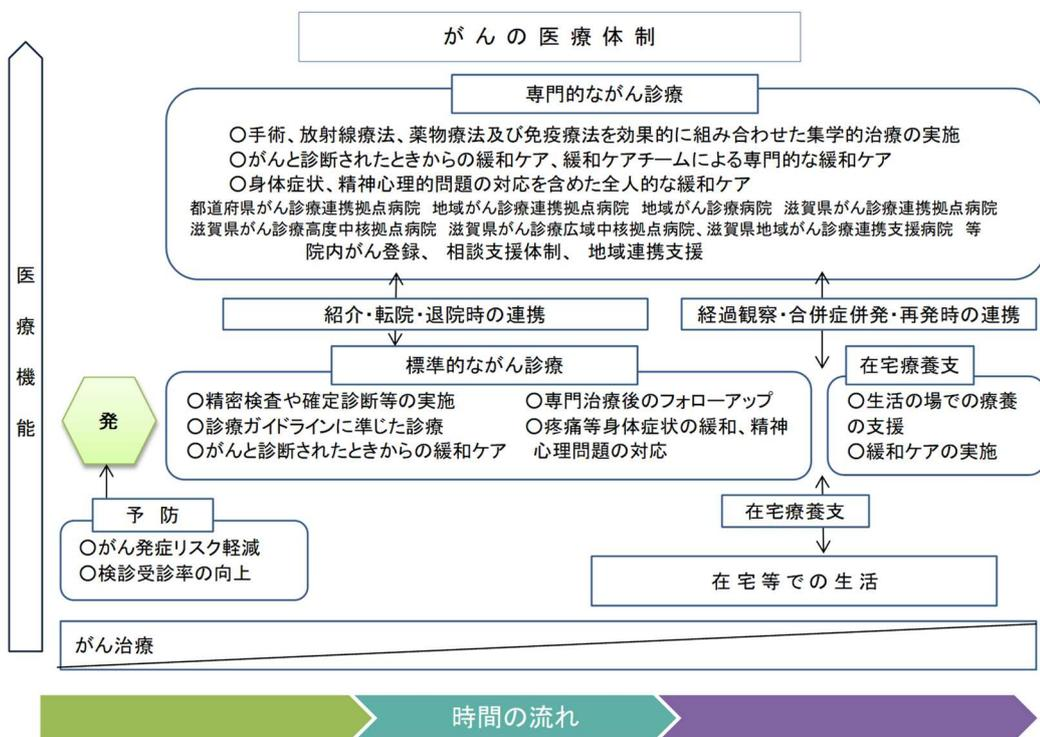 がんの医療体制
専門的ながん診療
〇手術、放射線療法、薬物療法及び免疫療法を効果的に組み合わせた集学的治療の実施
〇がんと診断されたときからの緩和ケア、緩和ケアチームによる専門的な緩和ケア
〇身体症状、精神心理的問題の対応を含めた全人的な緩和ケア
都道府県がん診療連携拠点病院 地域がん診療連携拠点病院 地域がん診療病院 滋賀県がん診療連携拠点病院
滋賀県がん診療高度中核拠点病院 滋賀県がん診療広域中核拠点病院、滋賀県地域がん診療連携支援病院 等
院内がん登録、 相談支援体制、 地域連携支援
医療機能
紹介・転院・退院時の連携
経過観察・合併症併発・再発時の連携
標準的ながん診療
〇精密検査や確定診断等の実施
〇診療ガイドラインに準じた診療
〇がんと診断されたときからの緩和ケア
〇専門治療後のフォローアップ
〇疼痛等身体症状の緩和、精神
心理問題の対応
在宅療養支
〇生活の場での療養
の支援
〇緩和ケアの実施
発
予 防
〇がん発症リスク軽減
〇検診受診率の向上
在宅療養支
在宅等での生活
がん治療
時間の流れ